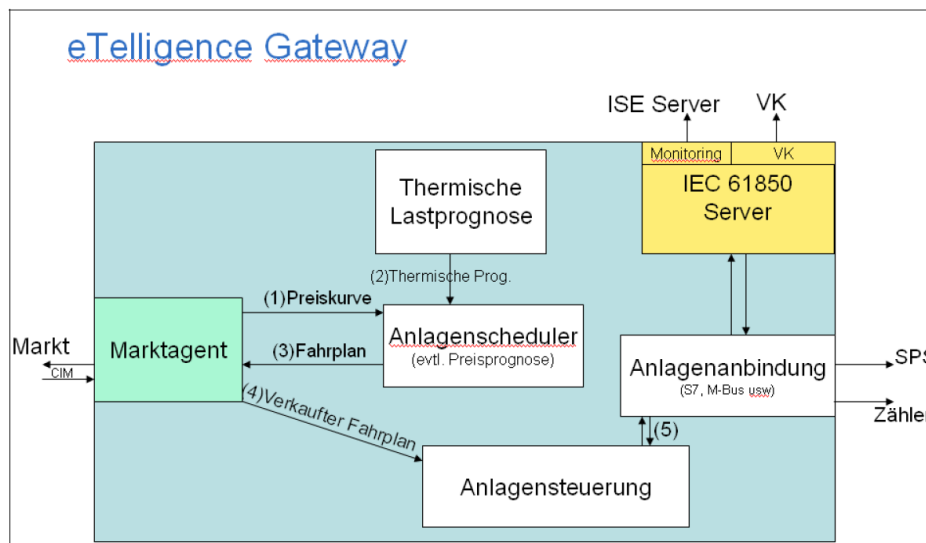 eTelligence Gateway
ISE Server
VK
Monitoring
VK
IEC 61850
Server
Thermische
Lastprognose
(2)Thermische Prog.
(1)Preiskurve
Anlagenscheduler
(evtl. Preisprognose)
Markt
CIM
Marktagent
(3)Fahrplan
(4)Verkaufter Fahrplan
Anlagenanbindung
(S7, M-Bus usw)
SPS
Zähler
(5)
Anlagensteuerung